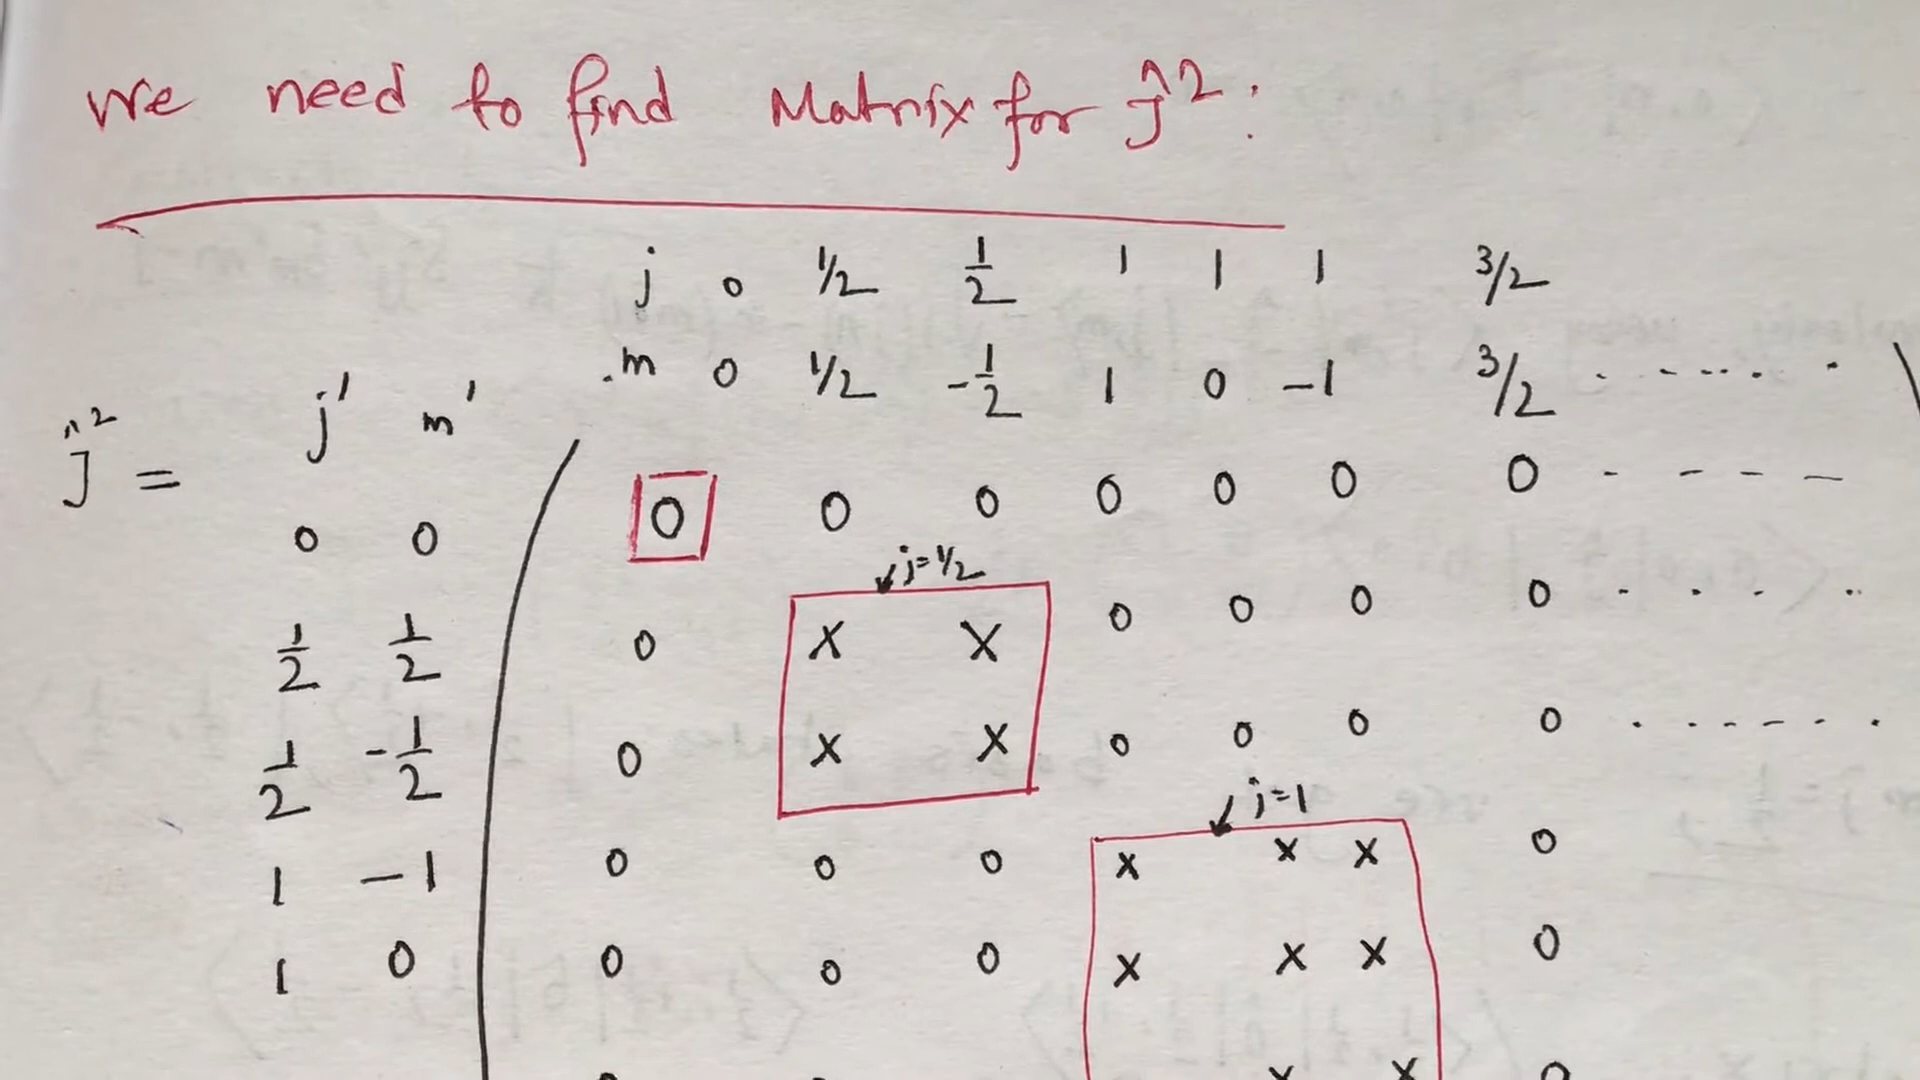 We need to find Matrix for Ĵ²:
j 0 1/2 1/2 1 1 1 3/2
m 0 1/2 -1/2 1 0 -1 3/2 ........
Ĵ² = j' m'
0 0 0 0 0 0 0 0 0 - - - -
j=1/2
1/2 1/2 0 X X 0 0 0 0 . . . .
1/2 -1/2 0 X X 0 0 0 0 .......
j=1
1 -1 0 0 0 X X X 0
1 0 0 0 0 X X X 0